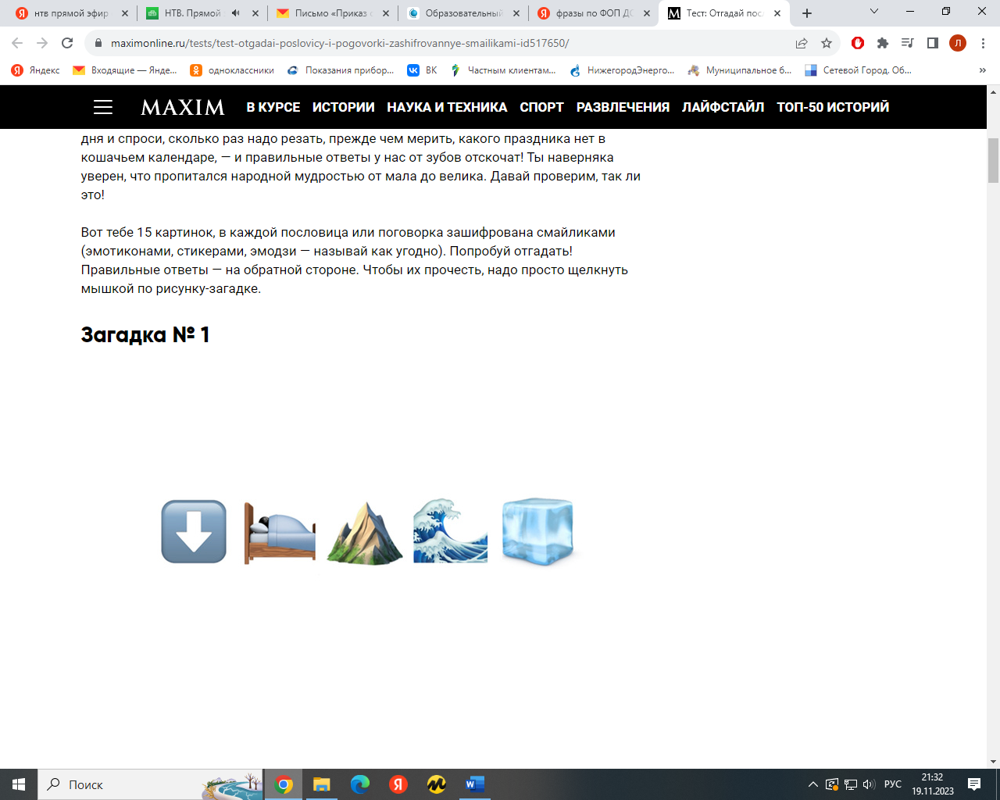 нтв прямой эфир
НТВ. Прямой
Письмо «Приказ
Образовательный
фразы по ФОП ДО
Тест: Отгадай пос
maximonline.ru/tests/test-otgadai-poslovicy-i-pogovorki-zashifrovannye-smailikami-id517650/
Л
Яндекс
Входящие — Янде...
одноклассники
Показания прибор...
ВК
Частным клиентам...
НижегородЭнерго...
Муниципальное б...
Сетевой Город. Об...
»
MAXIM В КУРСЕ ИСТОРИИ НАУКА И ТЕХНИКА СПОРТ РАЗВЛЕЧЕНИЯ ЛАЙФСТАЙЛ ТОП-50 ИСТОРИЙ
дня и спроси, сколько раз надо резать, прежде чем мерить, какого праздника нет в
кошачьем календаре, — и правильные ответы у нас от зубов отскочат! Ты наверняка
уверен, что пропитался народной мудростью от мала до велика. Давай проверим, так ли
это!
Вот тебе 15 картинок, в каждой пословица или поговорка зашифрована смайликами
(эмотиконами, стикерами, эмодзи — называй как угодно). Попробуй отгадать!
Правильные ответы — на обратной стороне. Чтобы их прочесть, надо просто щелкнуть
мышкой по рисунку-загадке.
Загадка № 1
Поиск
РУС
21:32
19.11.2023